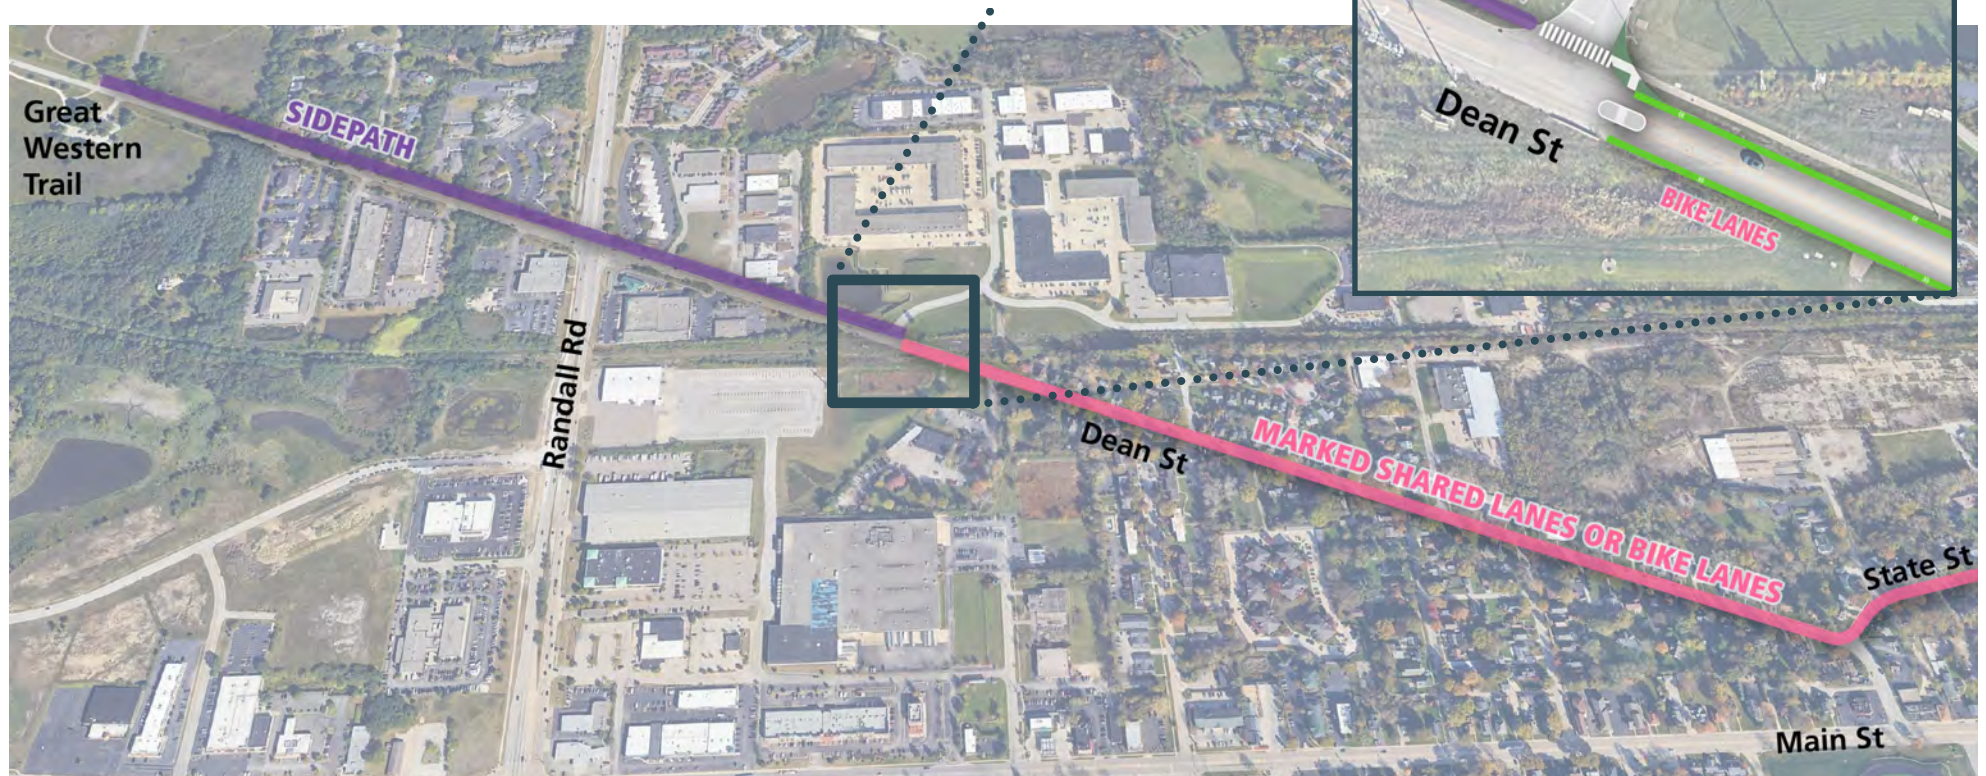 Great
Western
Trail
SIDEPATH
Randall Rd
Dean St
BIKE LANES
Dean St
MARKED SHARED LANES OR BIKE LANES
State St
Main St